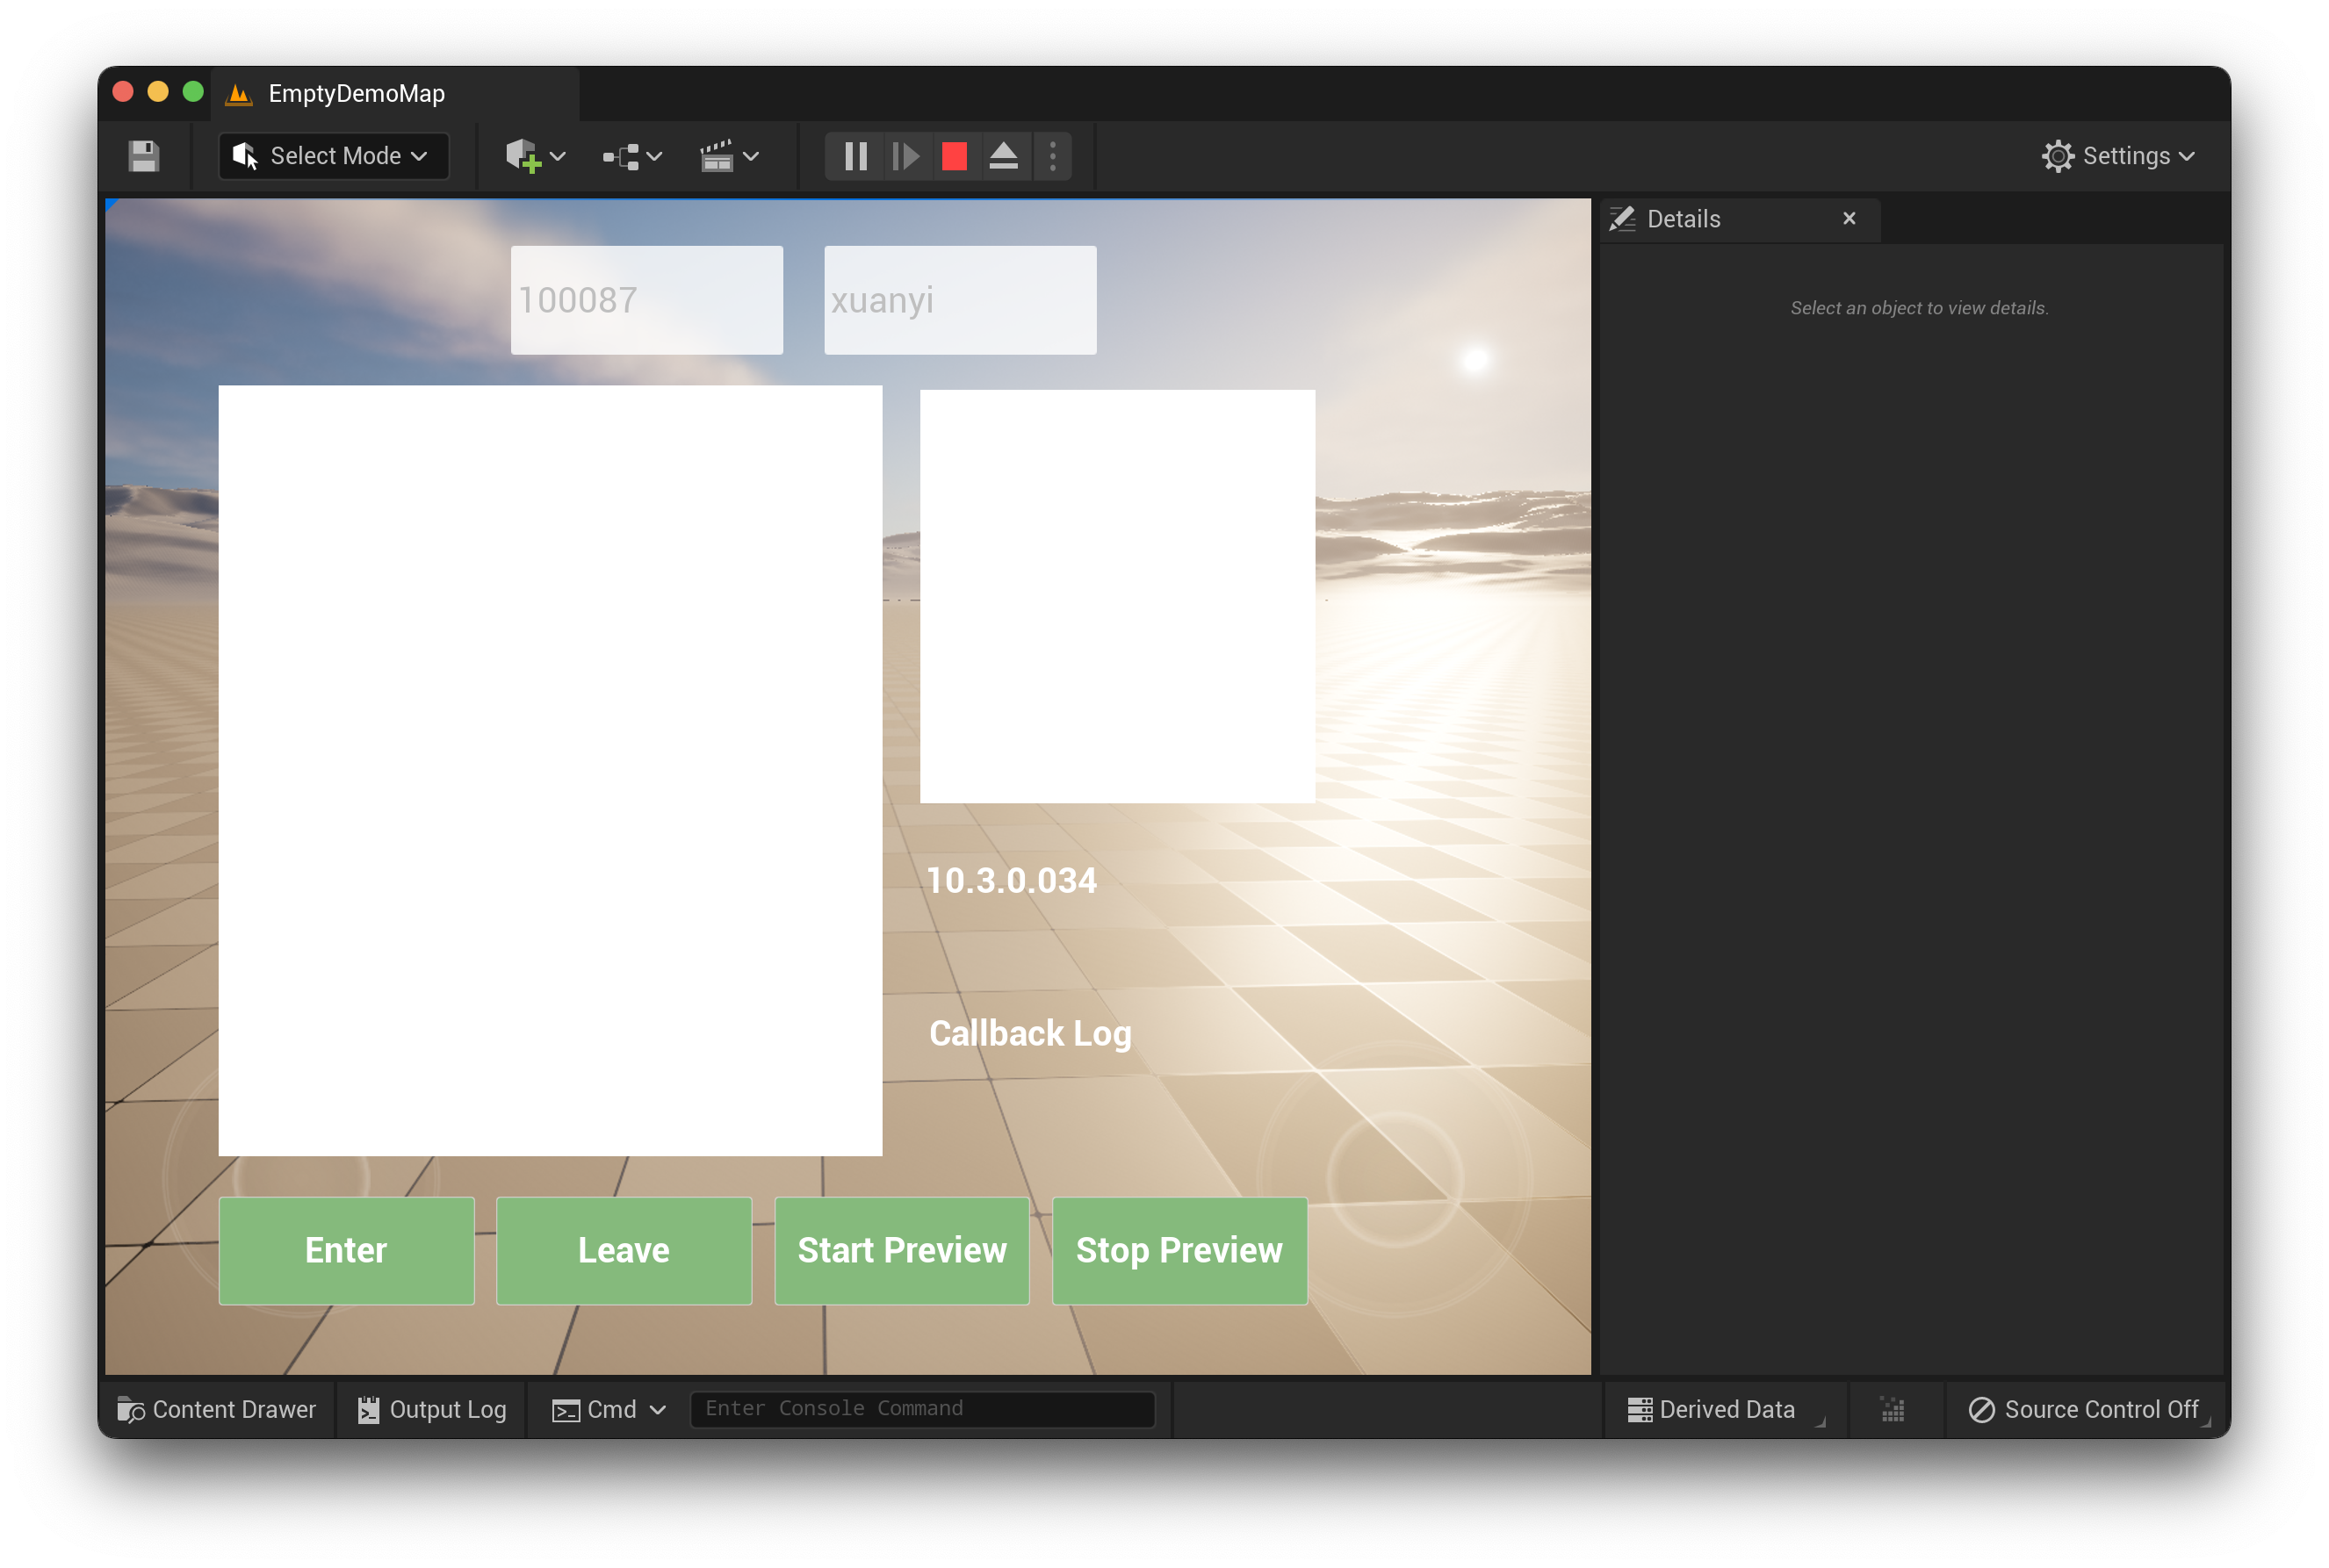 EmptyDemoMap
Select Mode
Settings
Details
Select an object to view details.
100087
xuanyi
10.3.0.034
Callback Log
Enter
Leave
Start Preview
Stop Preview
Content Drawer
Output Log
Cmd
Enter Console Command
Derived Data
Source Control Off